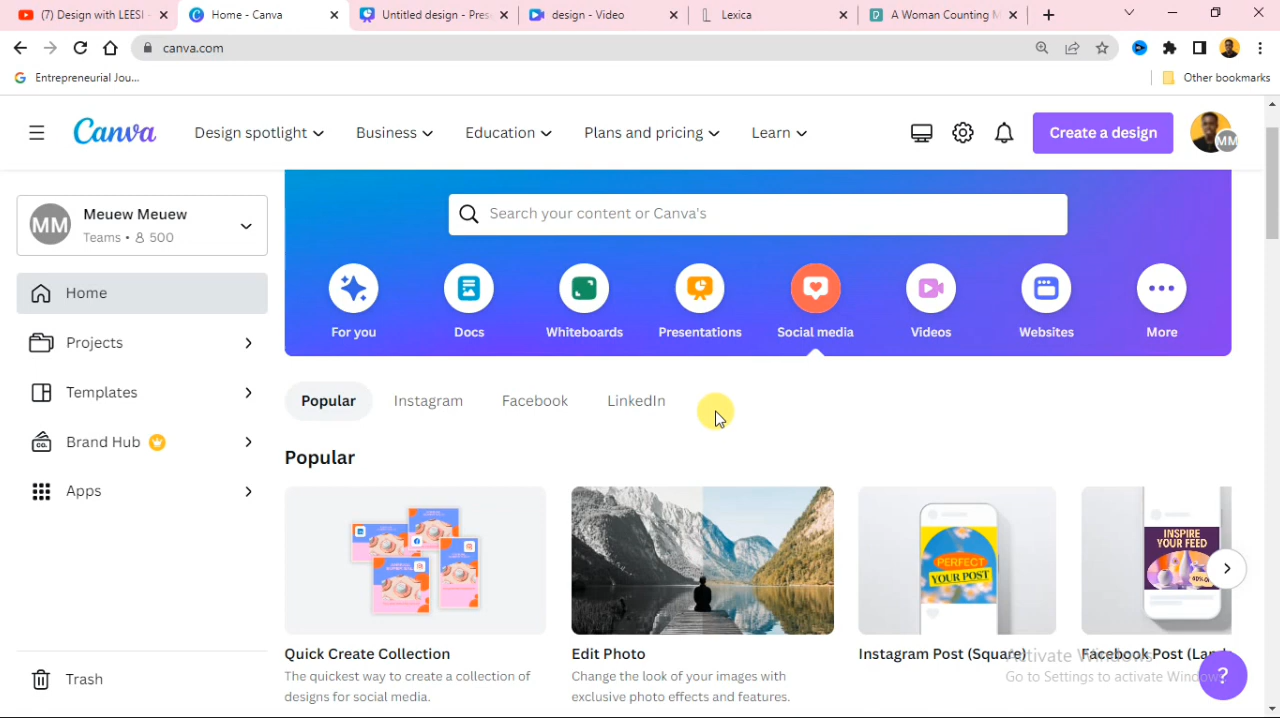 (7) Design with LEESI
Home - Canva
Untitled design - Pres
design - Video
Lexica
A Woman Counting M
canva.com
Entrepreneurial Jou...
Other bookmarks
Canva
Design spotlight
Business
Education
Plans and pricing
Learn
Create a design
MM
MM
Meuew Meuew
Teams • 500
Search your content or Canva's
For you
Docs
Whiteboards
Presentations
Social media
Videos
Websites
More
Home
Projects
Templates
Brand Hub
Apps
Trash
Popular
Instagram
Facebook
LinkedIn
Popular
PERFECT
YOUR POST
INSPIRE
YOUR FEED
Quick Create Collection
The quickest way to create a collection of
designs for social media.
Edit Photo
Change the look of your images with
exclusive photo effects and features.
Instagram Post (Square)
Facebook Post (Lan
Activate Windows
Go to Settings to activate Windows.
?